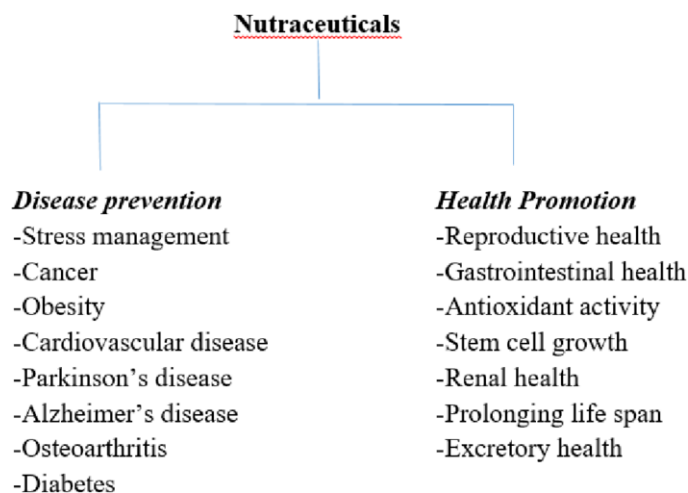 Nutraceuticals
Disease prevention
-Stress management
-Cancer
-Obesity
-Cardiovascular disease
-Parkinson’s disease
-Alzheimer’s disease
-Osteoarthritis
-Diabetes
Health Promotion
-Reproductive health
-Gastrointestinal health
-Antioxidant activity
-Stem cell growth
-Renal health
-Prolonging life span
-Excretory health